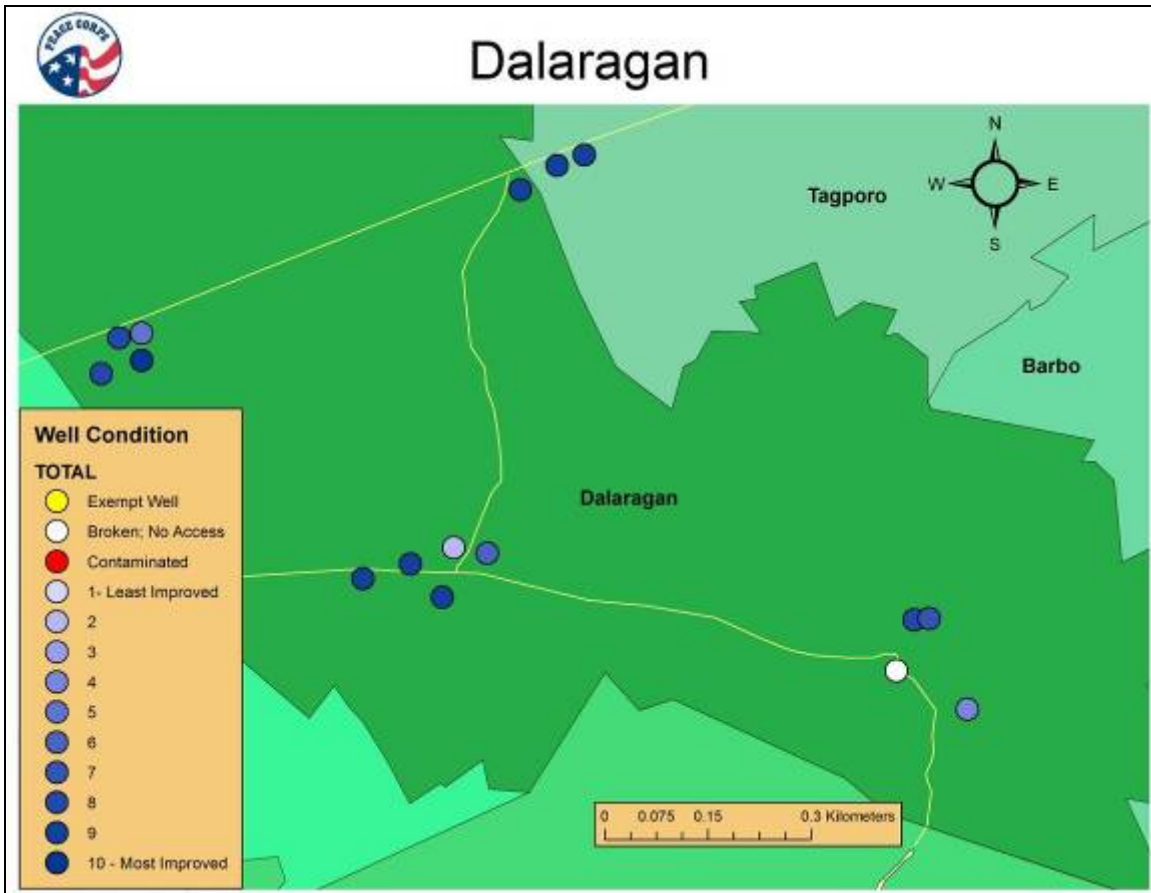 PEACE CORPS
Dalaragan
N
W E
S
Tagporo
Barbo
Dalaragan
Well Condition
TOTAL
Exempt Well
Broken; No Access
Contaminated
1- Least Improved
2
3
4
5
6
7
8
9
10 - Most Improved
0 0.075 0.15 0.3 Kilometers